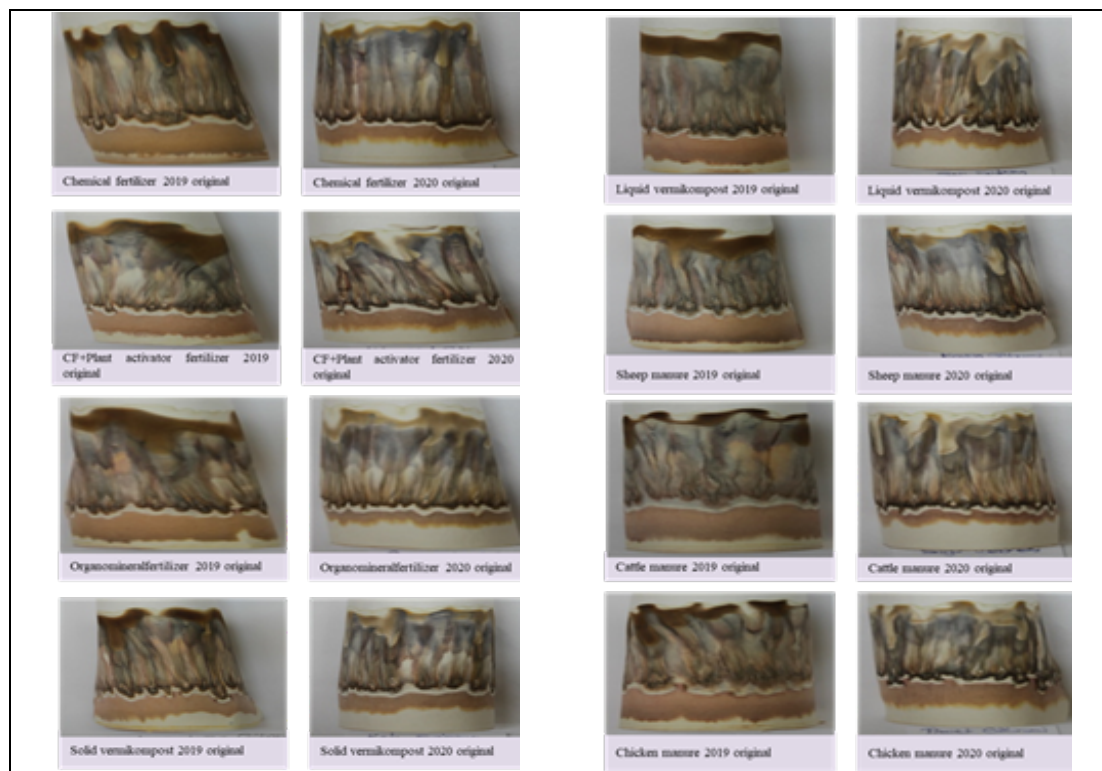 Chemical fertilizer 2019 original
Chemical fertilizer 2020 original
Liquid vermikompost 2019 original
Liquid vermikompost 2020 original
CF+Plant activator fertilizer 2019
original
CF+Plant activator fertilizer 2020
original
Sheep manure 2019 original
Sheep manure 2020 original
Organomineralfertilizer 2019 original
Organomineralfertilizer 2020 original
Cattle manure 2019 original
Cattle manure 2020 original
Solid vermikompost 2019 original
Solid vermikompost 2020 original
Chicken manure 2019 original
Chicken manure 2020 original